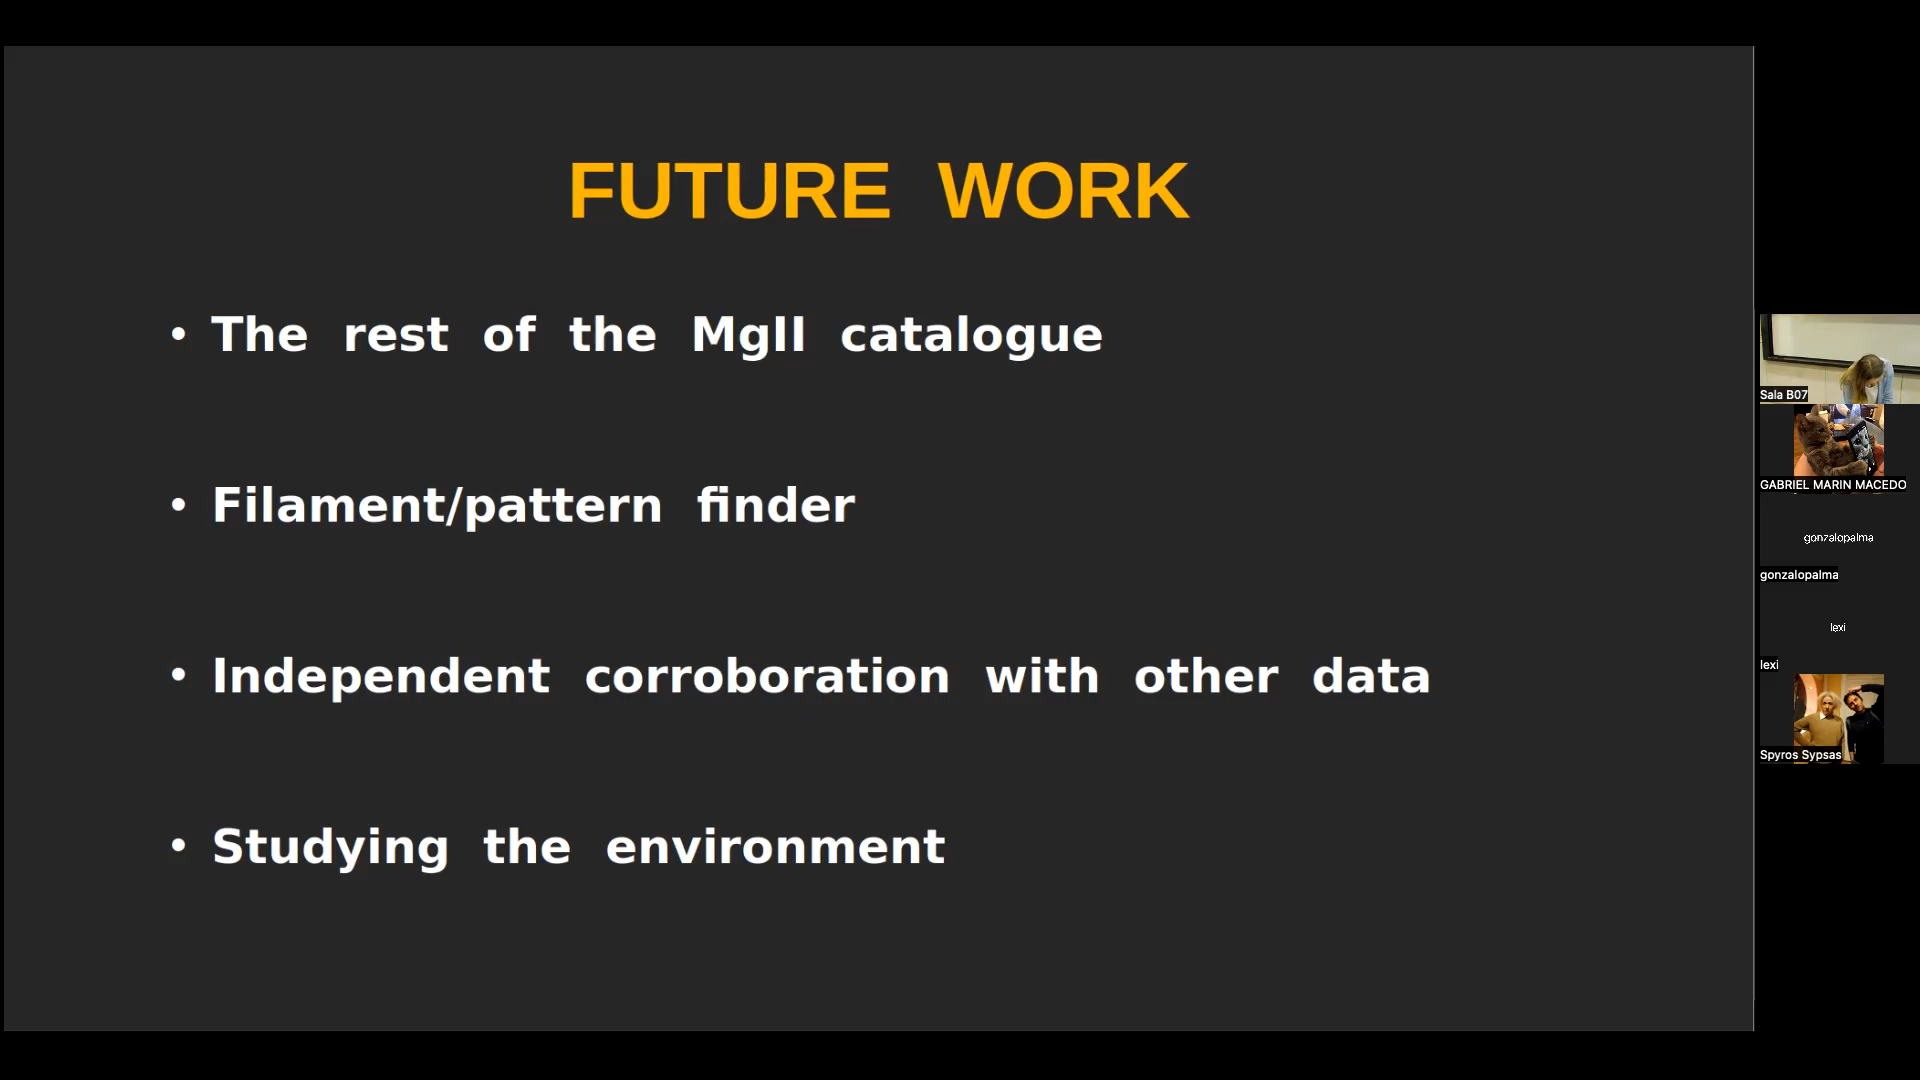 FUTURE WORK
• The rest of the MgII catalogue
• Filament/pattern finder
• Independent corroboration with other data
• Studying the environment
Sala B07
GABRIEL MARIN MACEDO
gonzalopalma
gonzalopalma
lexi
lexi
Spyros Sypsas